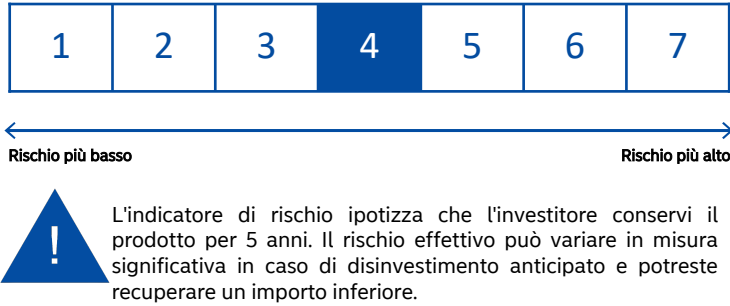 1 2 3 4 5 6 7
Rischio più basso Rischio più alto
!
L'indicatore di rischio ipotizza che l'investitore conservi il
prodotto per 5 anni. Il rischio effettivo può variare in misura
significativa in caso di disinvestimento anticipato e potreste
recuperare un importo inferiore.